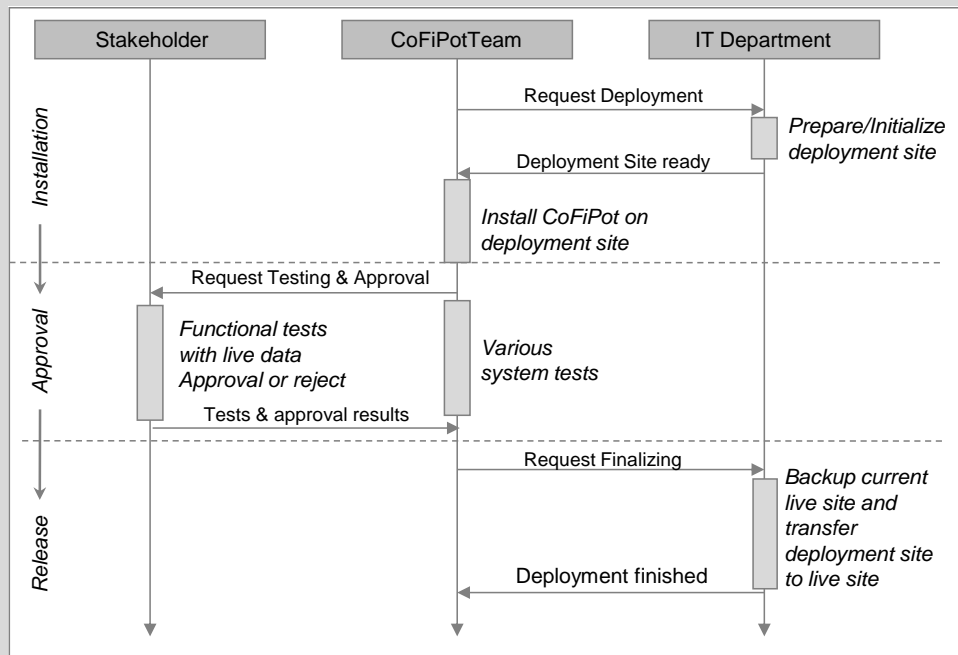 Stakeholder
CoFiPotTeam
IT Department
Installation
Request Deployment
Prepare/Initialize
deployment site
Deployment Site ready
Install CoFiPot on
deployment site
Request Testing & Approval
Approval
Functional tests
with live data
Approval or reject
Various
system tests
Tests & approval results
Release
Request Finalizing
Backup current
live site and
transfer
deployment site
to live site
Deployment finished